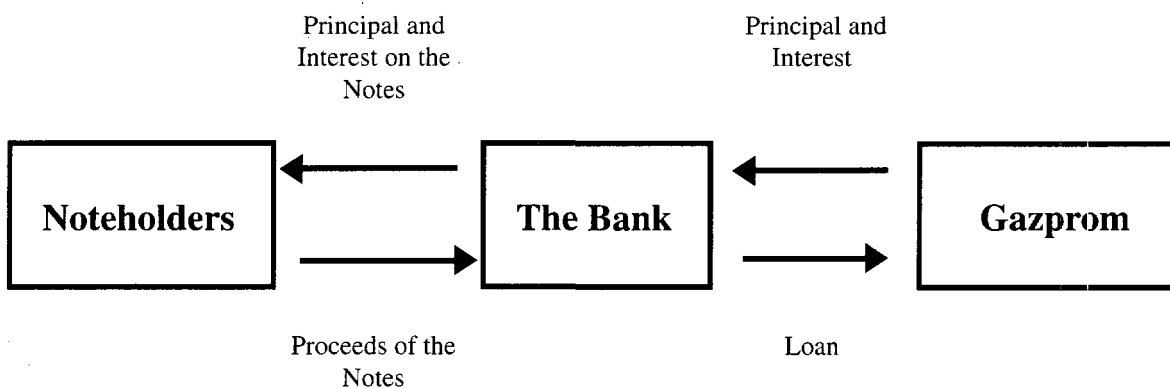 Principal and
Interest on the
Notes
Principal and
Interest
Noteholders
The Bank
Gazprom
Proceeds of the
Notes
Loan